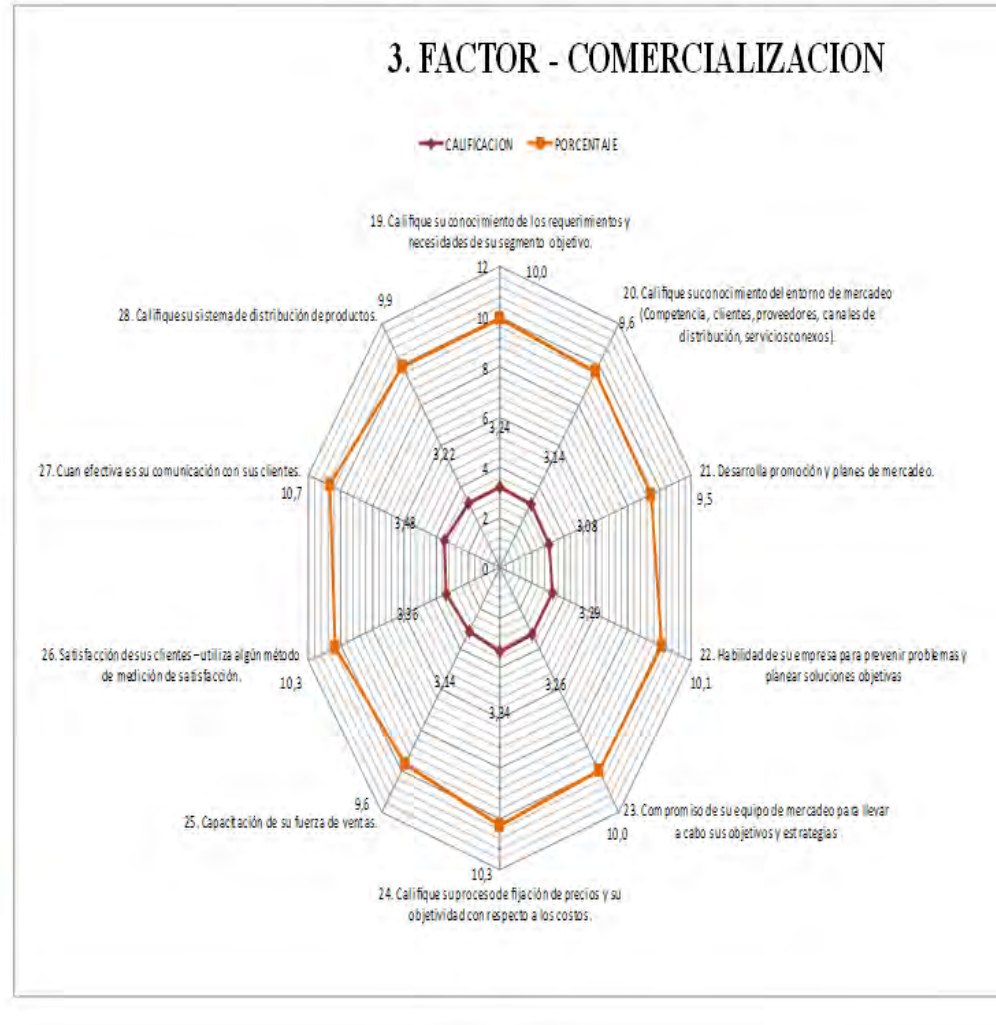 3. FACTOR - COMERCIALIZACION
CALIFICACION PORCENTAJE
19. Califique su conocimiento de los requerimientos y
necesidades de su segmento objetivo.
12 10,0
9,9
20. Califique su conocimiento del entorno de mercadeo
(Competencia, clientes, proveedores, canales de
distribución, servicios conexos).
9,6
28. Califique su sistema de distribución de productos.
10
8
6
3,24
3,22 3,14
4
27. Cuan efectiva es su comunicación con sus clientes.
10,7
21. Desarrolla promoción y planes de mercadeo.
9,5
3,48 3,08
2
0
3,36 3,29
26. Satisfacción de sus clientes – utiliza algún método
de medición de satisfacción.
10,3
22. Habilidad de su empresa para prevenir problemas y
planear soluciones objetivas
10,1
3,14 3,26
3,34
9,6
25. Capacitación de su fuerza de ventas.
23. Compromiso de su equipo de mercadeo para llevar
a cabo sus objetivos y estrategias
10,0
10,3
24. Califique su proceso de fijación de precios y su
objetividad con respecto a los costos.